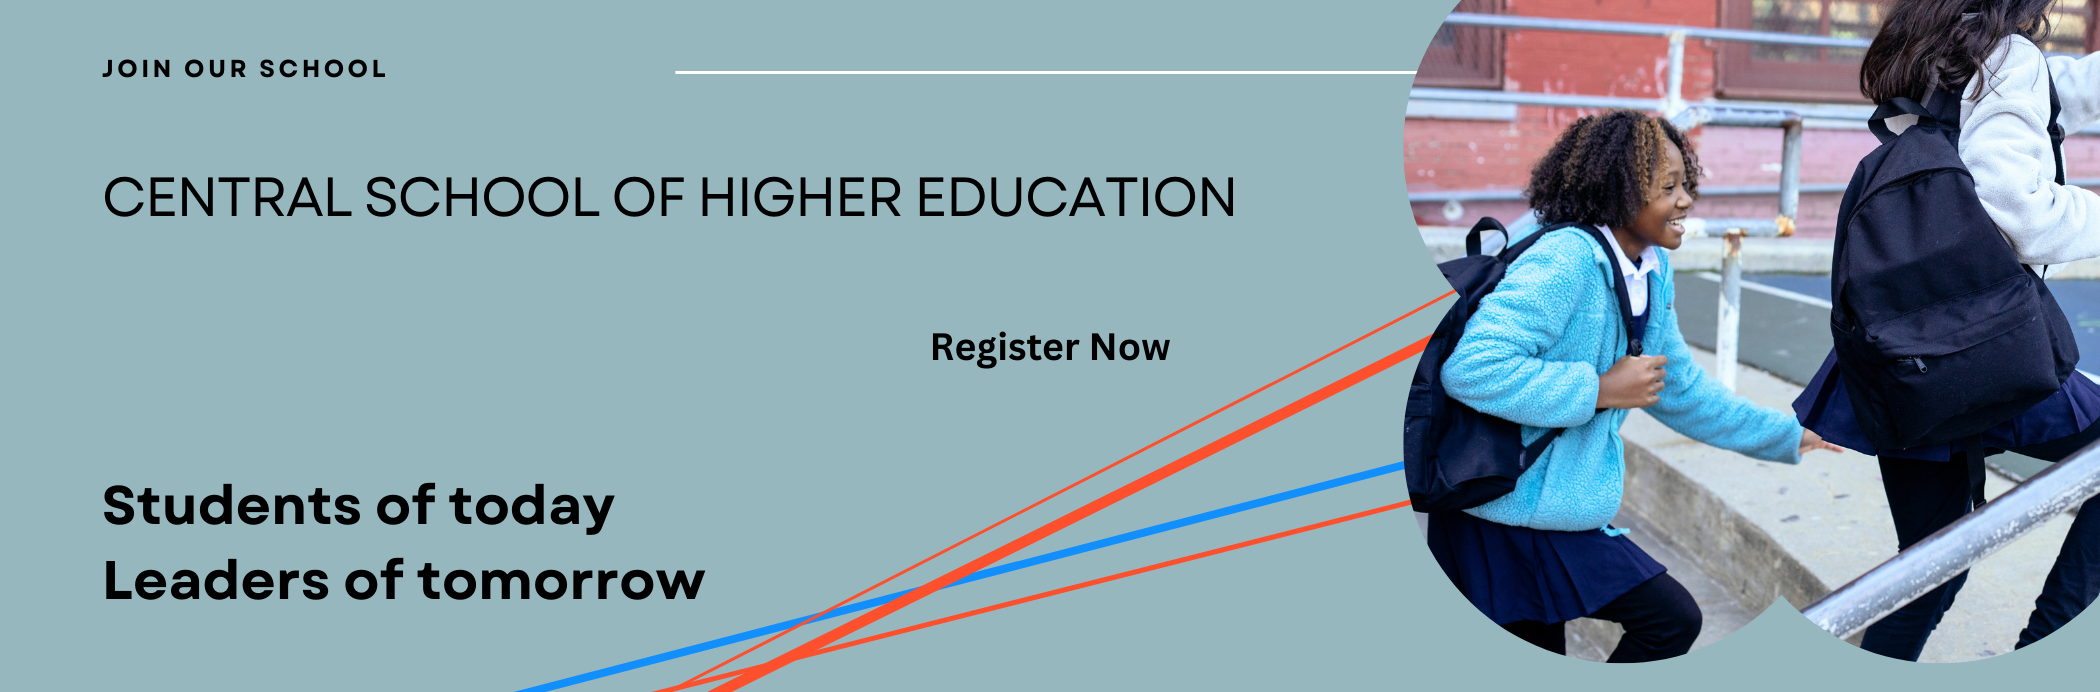 JOIN OUR SCHOOL
CENTRAL SCHOOL OF HIGHER EDUCATION
Register Now
Students of today
Leaders of tomorrow